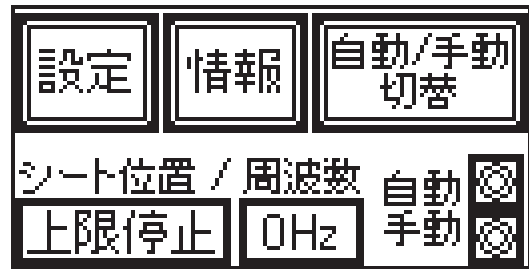 設定 情報 自動/手動
切替
シート位置 / 周波数 自動
上限停止 0Hz 手動